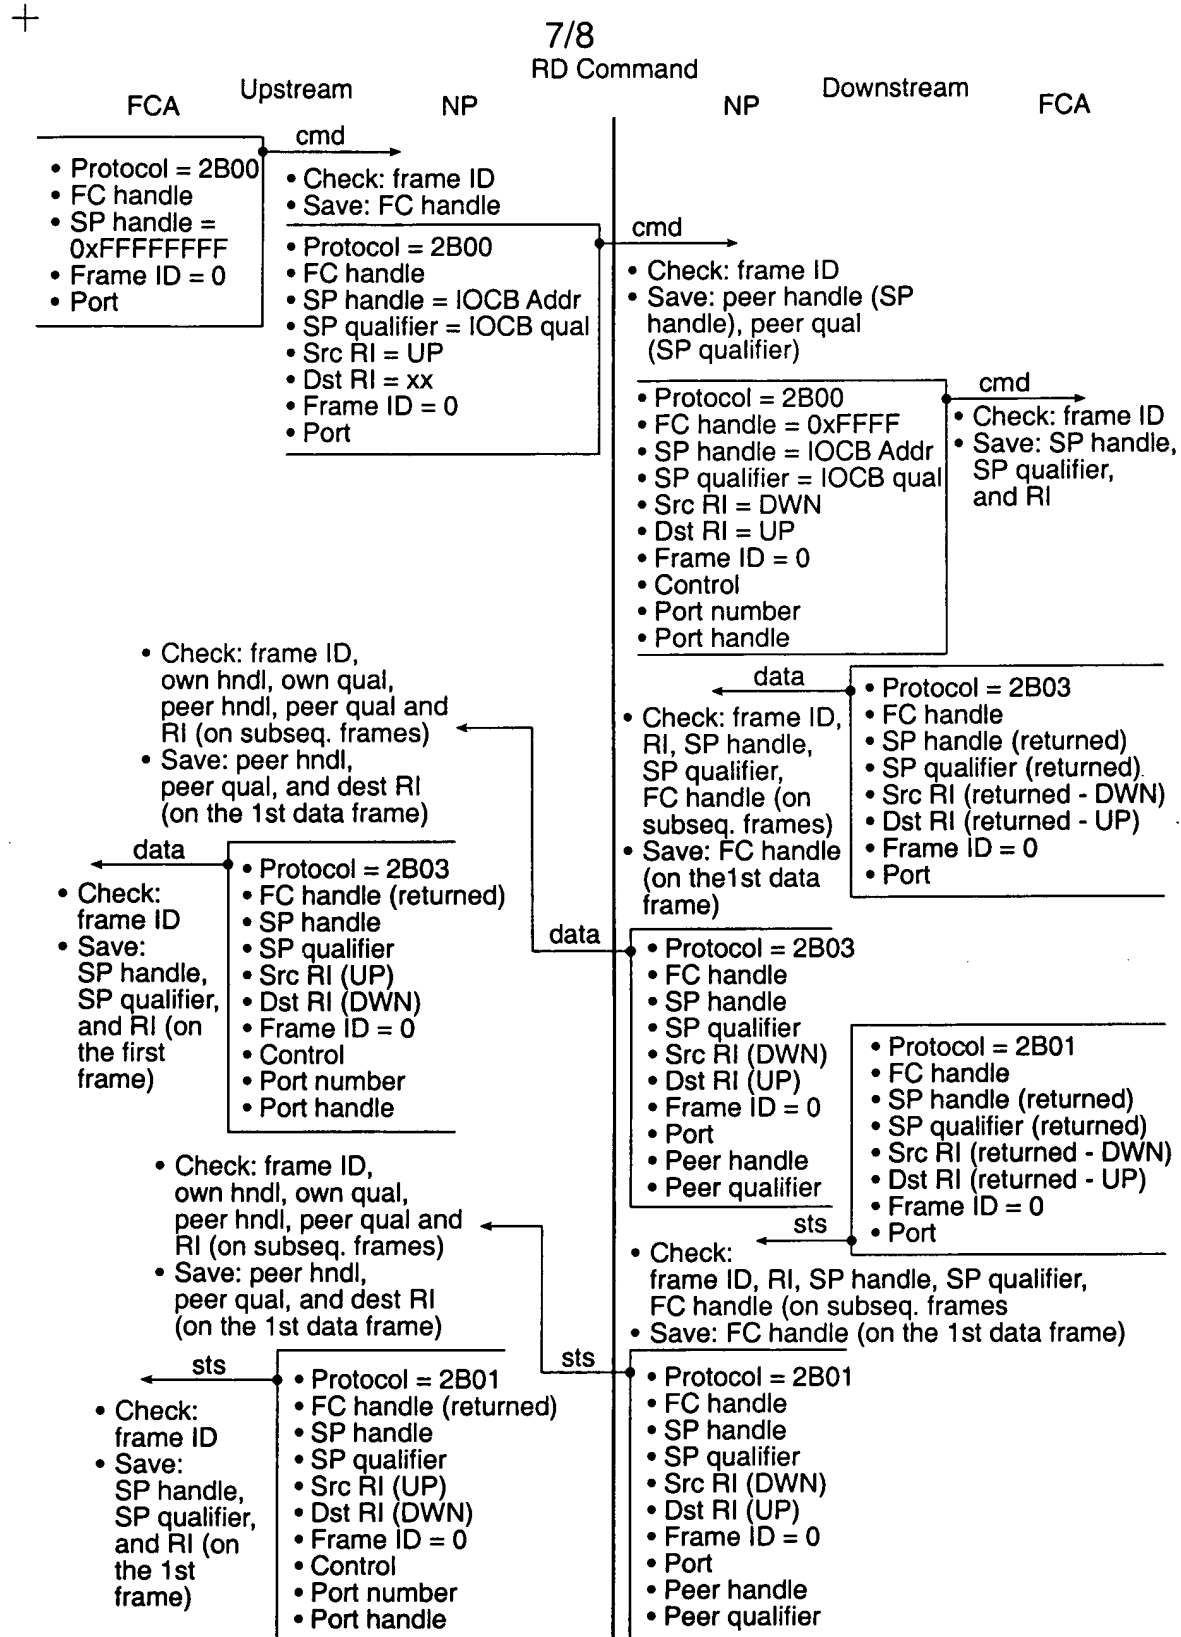 7/8
RD Command
Upstream
Downstream
FCA
NP
NP
FCA
cmd
• Protocol = 2B00
• FC handle
• SP handle =
0xFFFFFFFF
• Frame ID = 0
• Port
• Check: frame ID
• Save: FC handle
• Protocol = 2B00
• FC handle
• SP handle = IOCB Addr
• SP qualifier = IOCB qual
• Src RI = UP
• Dst RI = xx
• Frame ID = 0
• Port
cmd
• Check: frame ID
• Save: peer handle (SP
handle), peer qual
(SP qualifier)
• Protocol = 2B00
• FC handle = 0xFFFF
• SP handle = IOCB Addr
• SP qualifier = IOCB qual
• Src RI = DWN
• Dst RI = UP
• Frame ID = 0
• Control
• Port number
• Port handle
cmd
• Check: frame ID
• Save: SP handle,
SP qualifier,
and RI
data
• Protocol = 2B03
• FC handle
• SP handle (returned)
• SP qualifier (returned)
• Src RI (returned - DWN)
• Dst RI (returned - UP)
• Frame ID = 0
• Port
• Check: frame ID,
RI, SP handle,
SP qualifier,
FC handle (on
subseq. frames)
• Save: FC handle
(on the1st data
frame)
• Check: frame ID,
own hndl, own qual,
peer hndl, peer qual and
RI (on subseq. frames)
• Save: peer hndl,
peer qual, and dest RI
(on the 1st data frame)
data
• Protocol = 2B03
• FC handle
• SP handle
• SP qualifier
• Src RI (DWN)
• Dst RI (UP)
• Frame ID = 0
• Port
• Peer handle
• Peer qualifier
data
• Protocol = 2B03
• FC handle (returned)
• SP handle
• SP qualifier
• Src RI (UP)
• Dst RI (DWN)
• Frame ID = 0
• Control
• Port number
• Port handle
• Check:
frame ID
• Save:
SP handle,
SP qualifier,
and RI (on
the first
frame)
• Protocol = 2B01
• FC handle
• SP handle (returned)
• SP qualifier (returned)
• Src RI (returned - DWN)
• Dst RI (returned - UP)
• Frame ID = 0
• Port
sts
• Check:
frame ID, RI, SP handle, SP qualifier,
FC handle (on subseq. frames
• Save: FC handle (on the 1st data frame)
• Check: frame ID,
own hndl, own qual,
peer hndl, peer qual and
RI (on subseq. frames)
• Save: peer hndl,
peer qual, and dest RI
(on the 1st data frame)
sts
• Protocol = 2B01
• FC handle
• SP handle
• SP qualifier
• Src RI (DWN)
• Dst RI (UP)
• Frame ID = 0
• Port
• Peer handle
• Peer qualifier
sts
• Protocol = 2B01
• FC handle (returned)
• SP handle
• SP qualifier
• Src RI (UP)
• Dst RI (DWN)
• Frame ID = 0
• Control
• Port number
• Port handle
• Check:
frame ID
• Save:
SP handle,
SP qualifier,
and RI (on
the 1st
frame)